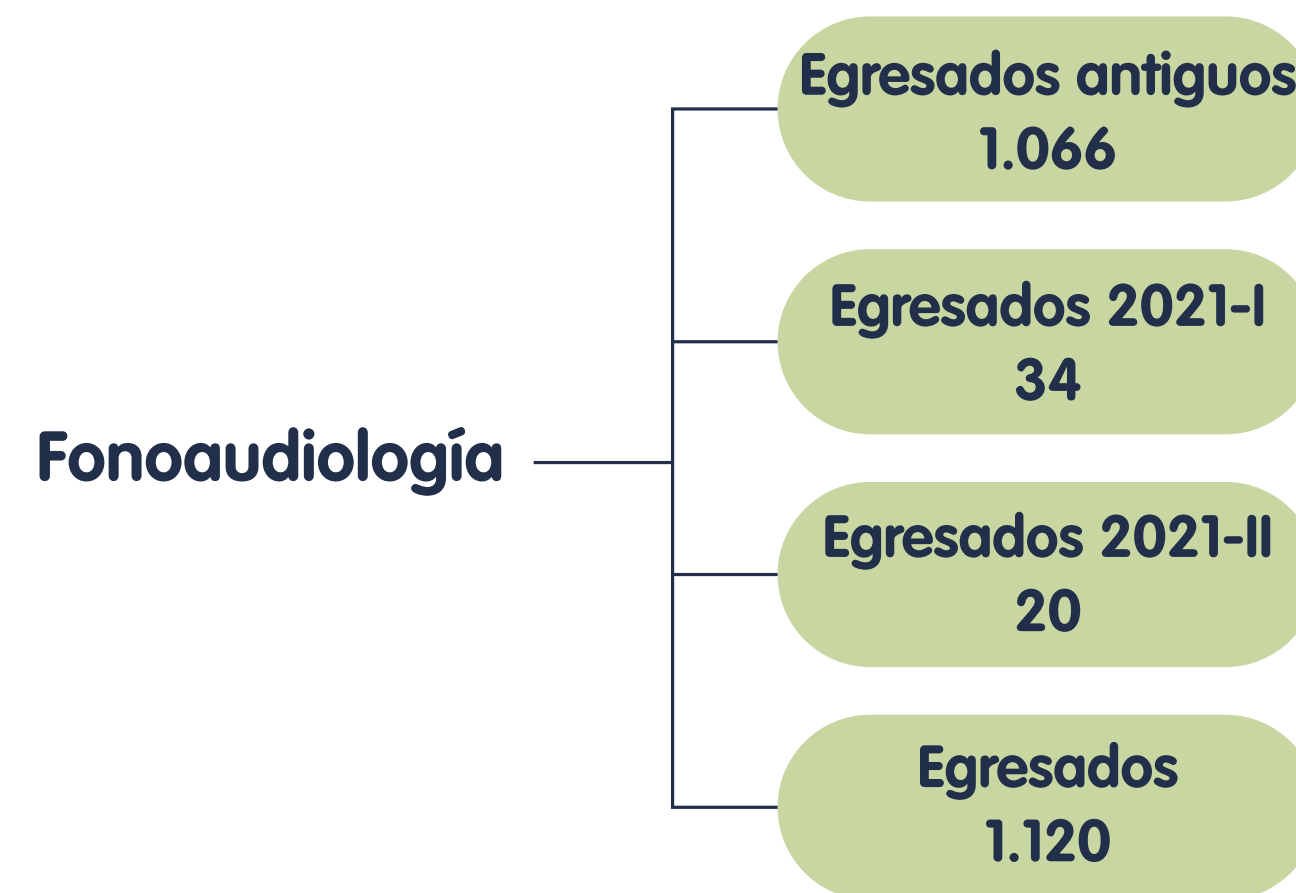 Fonoaudiología
Egresados antiguos
1.066
Egresados 2021-I
34
Egresados 2021-II
20
Egresados
1.120